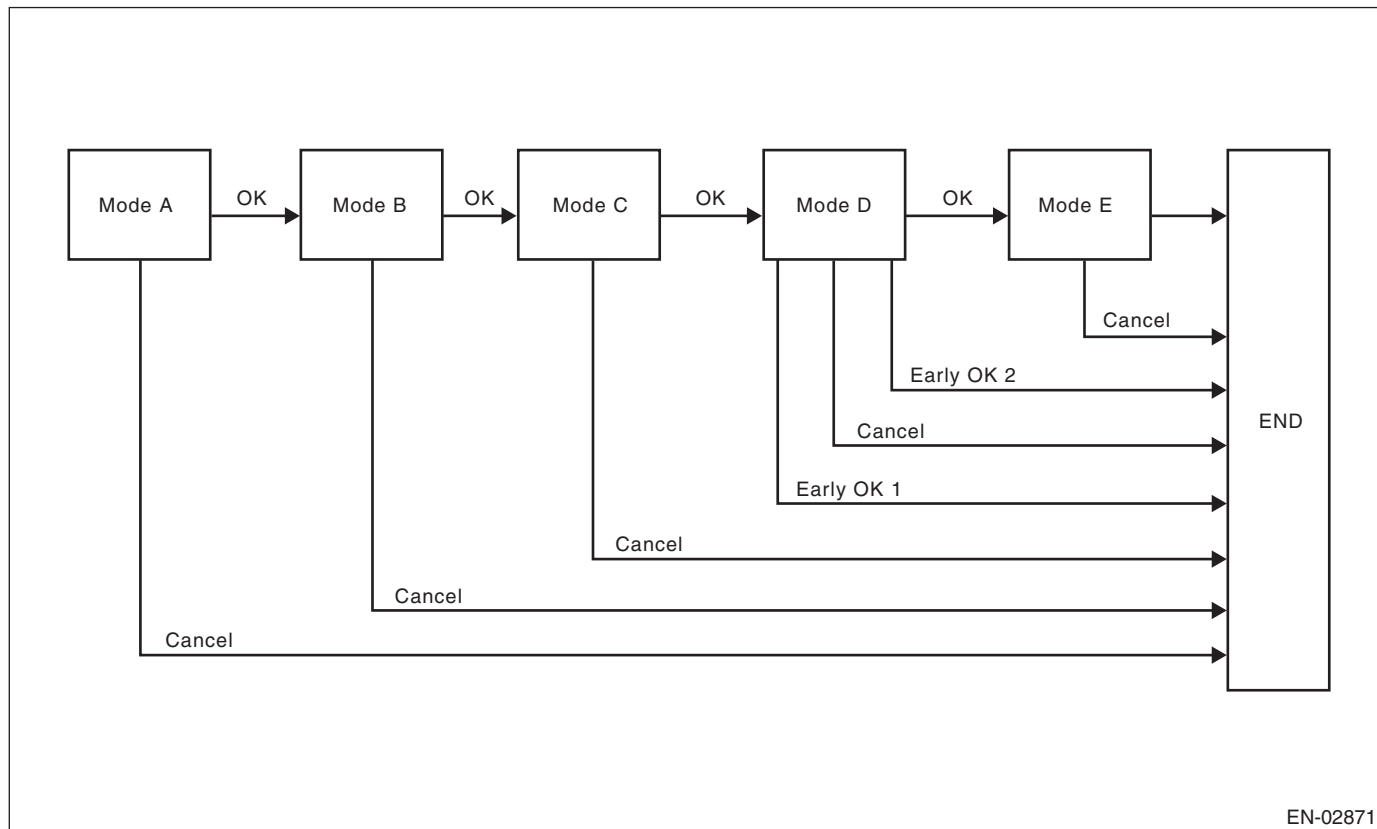 Mode A
OK
Mode B
OK
Mode C
OK
Mode D
OK
Mode E
Cancel
Early OK 2
END
Cancel
Early OK 1
Cancel
Cancel
Cancel
EN-02871